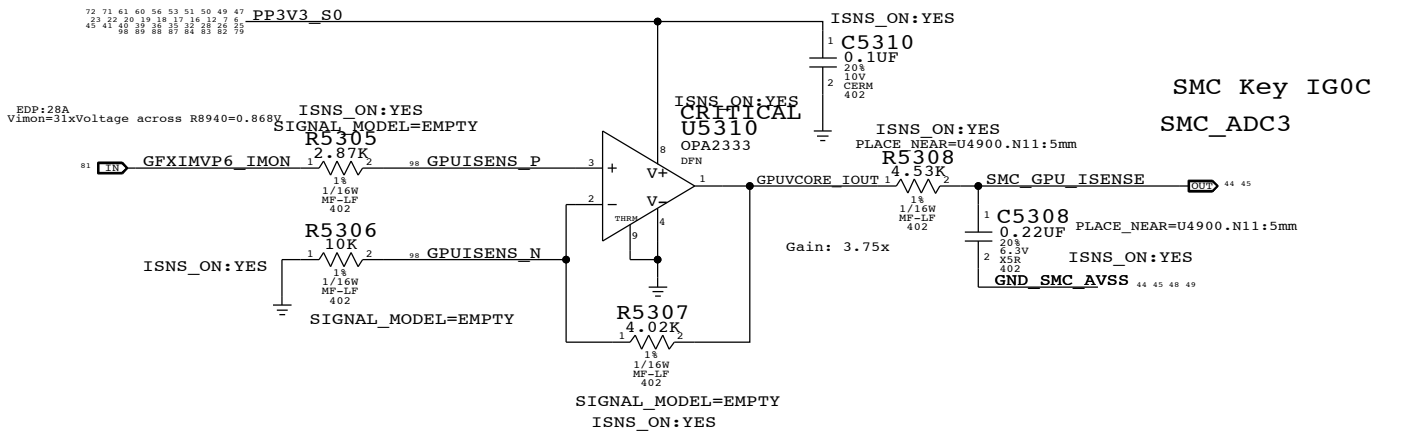 72 71 61 60 56 53 51 50 49 47
23 22 20 19 18 17 16 12 7 6
45 41 40 39 36 35 32 28 26 25
98 89 88 87 84 83 82 79
PP3V3_S0
ISNS_ON:YES
1
C5310
0.1UF
20%
10V
CERM
402
2
SMC Key IG0C
SMC_ADC3
EDP:28A
Vimon=31xVoltage across R8940=0.868V
ISNS_ON:YES
SIGNAL_MODEL=EMPTY
R5305
2.87K
81
IN
GFXIMVP6_IMON
1
2
1%
1/16W
MF-LF
402
98
GPUISENS_P
3
ISNS_ON:YES
CRITICAL
U5310
OPA2333
DFN
8
+
V+
2
−
V-
THRM
9
4
1
ISNS_ON:YES
PLACE_NEAR=U4900.N11:5mm
R5308
4.53K
GPUVCORE_IOUT
1
2
1%
1/16W
MF-LF
402
SMC_GPU_ISENSE
OUT
44 45
1
C5308
0.22UF
20%
6.3V
X5R
402
2
PLACE_NEAR=U4900.N11:5mm
ISNS_ON:YES
GND_SMC_AVSS
44 45 48 49
Gain: 3.75x
R5306
10K
1
2
1%
1/16W
MF-LF
402
ISNS_ON:YES
98
GPUISENS_N
SIGNAL_MODEL=EMPTY
R5307
4.02K
1
2
1%
1/16W
MF-LF
402
SIGNAL_MODEL=EMPTY
ISNS_ON:YES